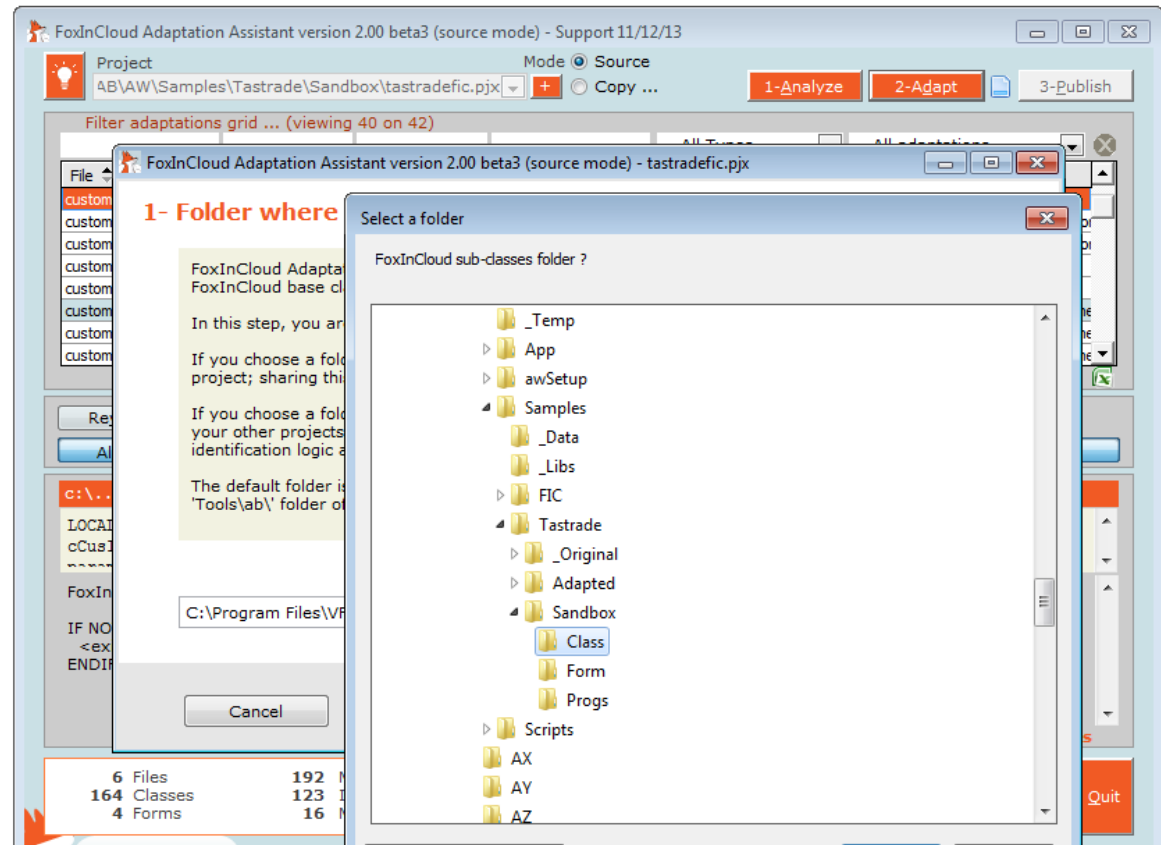 FoxInCloud Adaptation Assistant version 2.00 beta3 (source mode) - Support 11/12/13
Project
Mode Source
AB\AW\Samples\Tastrade\Sandbox\tastradefic.pjx
+
Copy ...
1-Analyze
2-Adapt
3-Publish
Filter adaptations grid ... (viewing 40 on 42)
FoxInCloud Adaptation Assistant version 2.00 beta3 (source mode) - tastradefic.pjx
File
custom
custom
custom
custom
custom
custom
custom
custom
1- Folder where
Select a folder
FoxInCloud sub-classes folder ?
FoxInCloud Adapta
FoxInCloud base cl
In this step, you ar
If you choose a fold
project; sharing thi
If you choose a fold
your other projects
identification logic a
The default folder is
'Tools\ab\' folder of
C:\Program Files\VF
Cancel
_Temp
App
awSetup
Samples
_Data
_Libs
FIC
Tastrade
_Original
Adapted
Sandbox
Class
Form
Progs
Scripts
AX
AY
AZ
Al
c:\..
LOCAL
cCusI
FoxIn
IF NO
<ex
ENDIF
6 Files
192
164 Classes
123
4 Forms
16
Quit